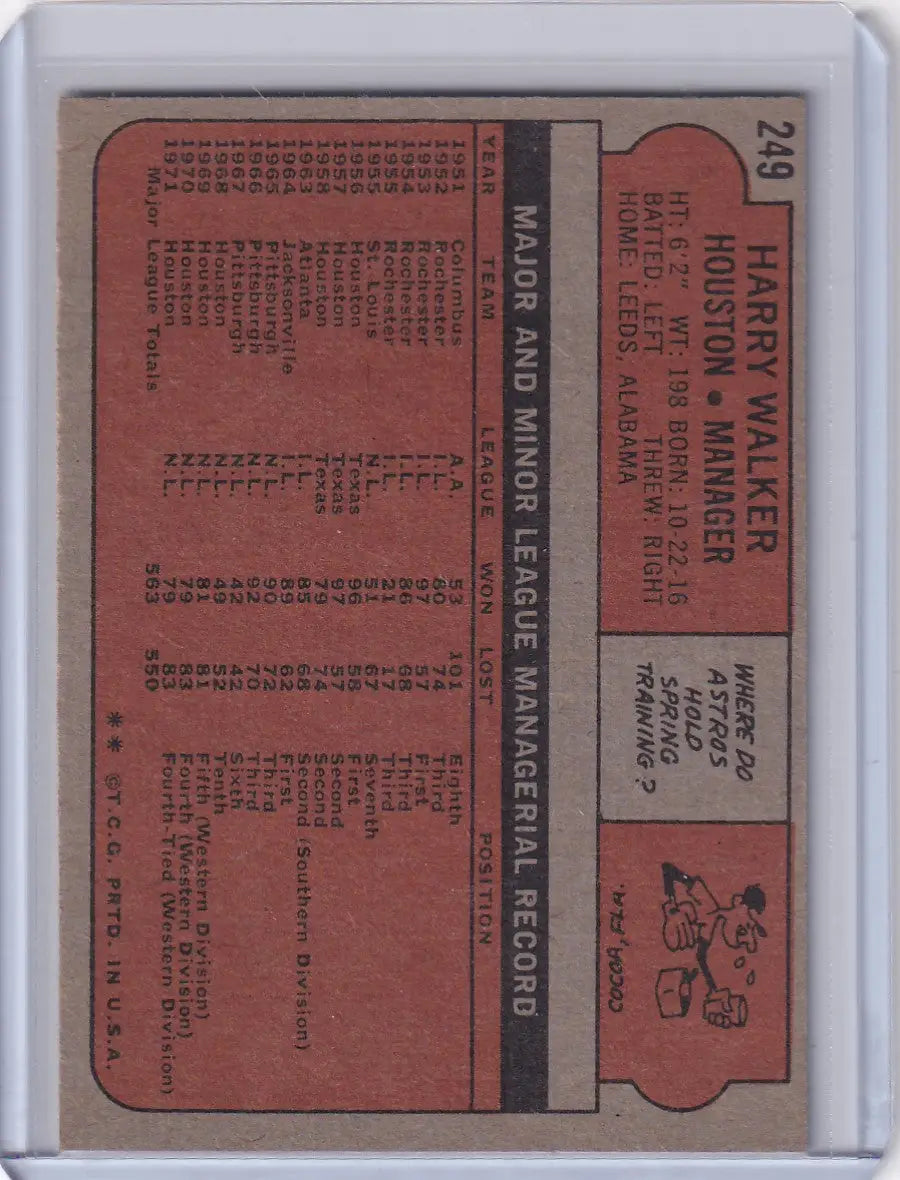 249
HARRY WALKER
HOUSTON • MANAGER
HT: 6'2" WT: 198 BORN: 10-22-16
BATTED: LEFT THREW: RIGHT
HOME: LEEDS, ALABAMA
WHERE DO
ASTROS
HOLD
SPRING
TRAINING?
COCOA, FLA.
MAJOR AND MINOR LEAGUE MANAGERIAL RECORD
YEAR TEAM LEAGUE WON LOST POSITION
1951 Columbus A.A. 53 101 Eighth
1952 Rochester I.L. 80 74 Third
1953 Rochester I.L. 97 57 First
1954 Rochester I.L. 86 68 Third
1955 Rochester I.L. 21 17 Third
1955 St. Louis N.L. 51 67 Seventh
1956 Houston Texas 96 58 First
1957 Houston Texas 97 57 Second
1958 Houston Texas 79 74 Second
1963 Atlanta I.L. 85 68 Second (Southern Division)
1964 Jacksonville I.L. 89 62 First
1965 Pittsburgh N.L. 90 72 Third
1966 Pittsburgh N.L. 92 70 Third
1967 Pittsburgh N.L. 42 42 Sixth
1968 Houston N.L. 49 52 Tenth
1969 Houston N.L. 81 81 Fifth (Western Division)
1970 Houston N.L. 79 83 Fourth (Western Division)
1971 Houston N.L. 79 83 Fourth-Tied (Western Division)
Major League Totals 563 550
** ©T.C.G. PRTD. IN U.S.A.